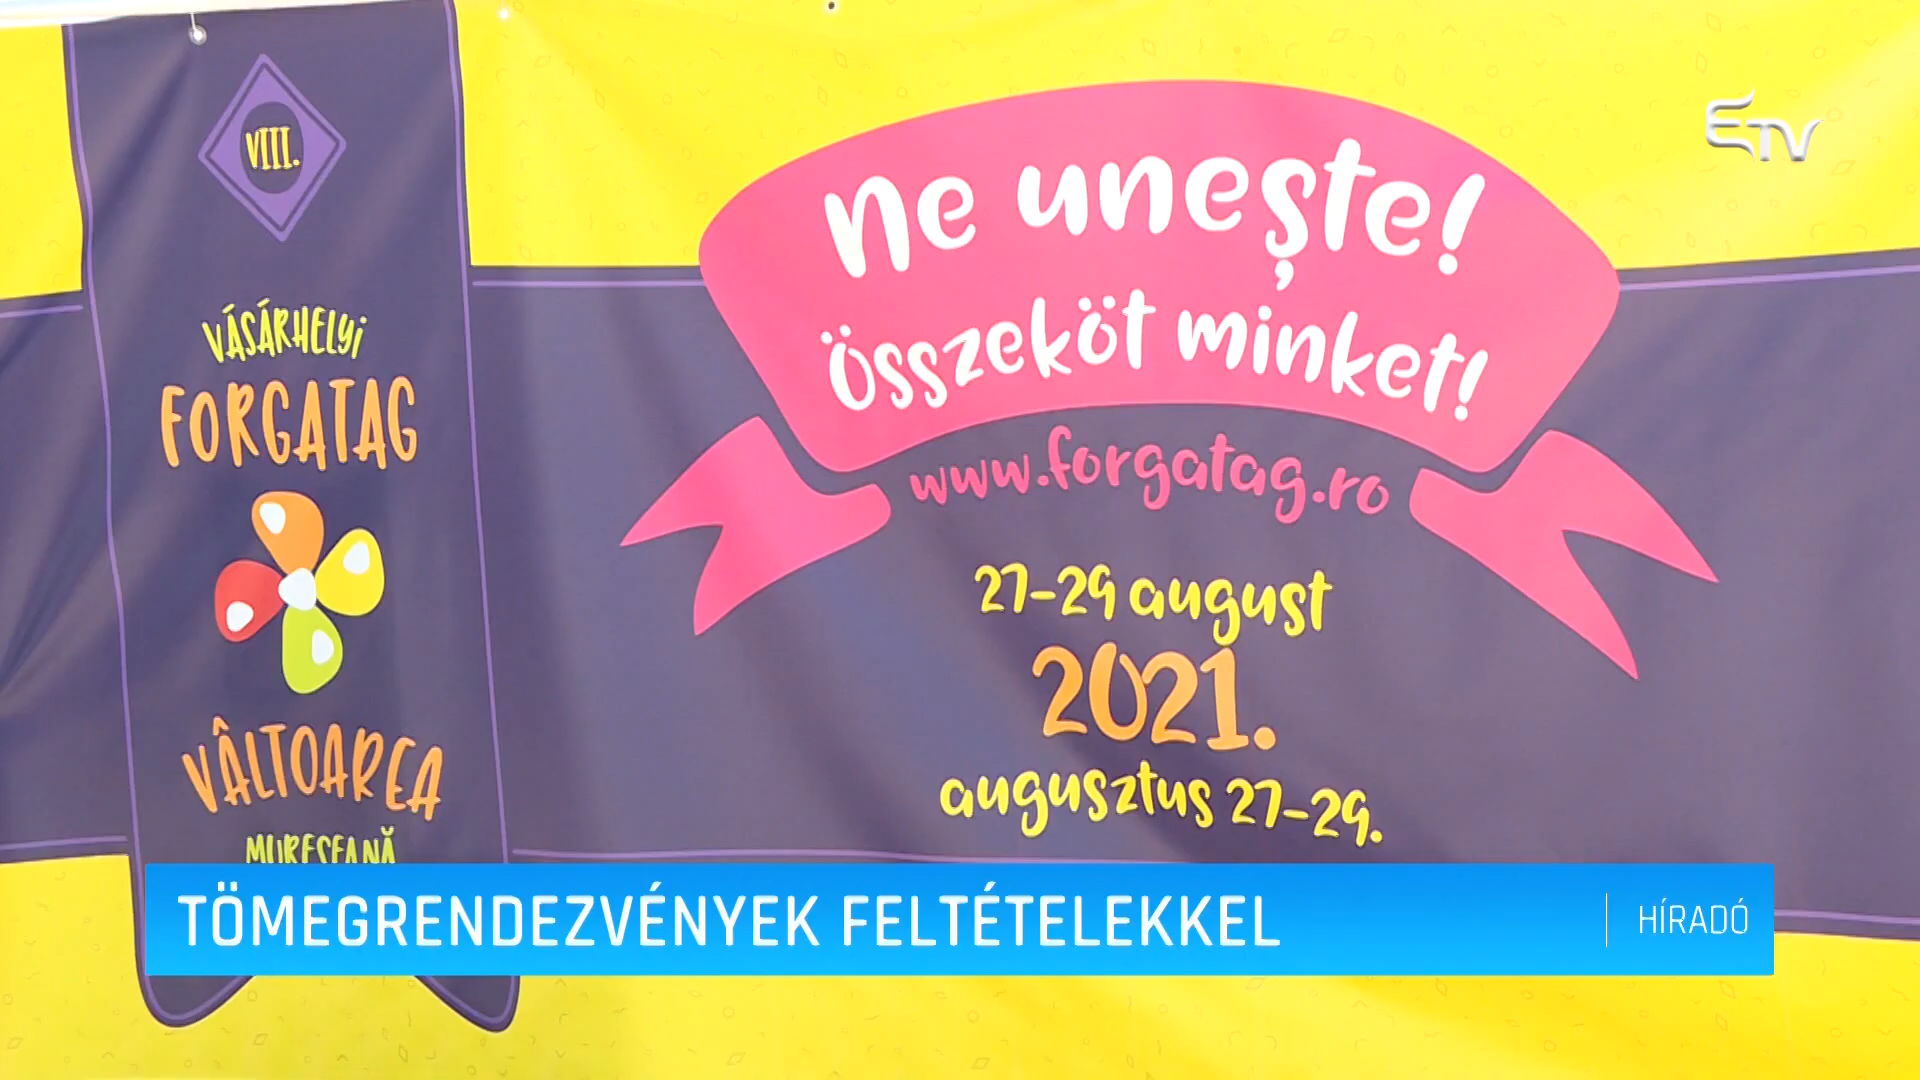 VIII.
VÁSÁRHELYI
FORGATAG
VÂLTOAREA
MUREȘEANĂ
Ne unește!
Összeköt minket!
www.forgatag.ro
27-29 august
2021.
augusztus 27-29.
ETV
TÖMEGRENDEZVÉNYEK FELTÉTELEKKEL
HÍRADÓ